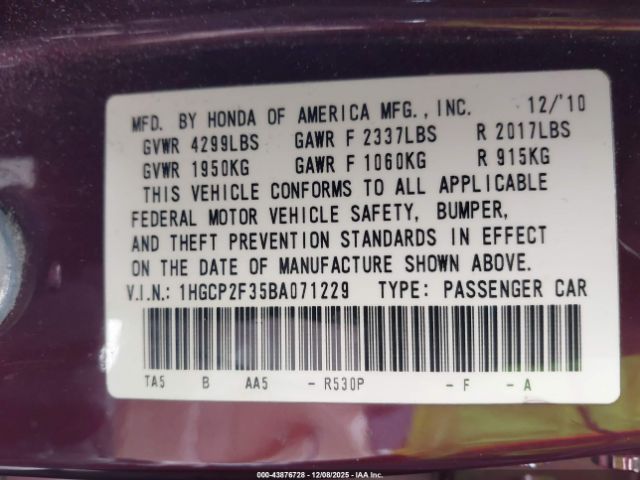 MFD. BY HONDA OF AMERICA MFG., INC. 12/'10
GVWR 4299LBS GAWR F 2337LBS R 2017LBS
GVWR 1950KG GAWR F 1060KG R 915KG
THIS VEHICLE CONFORMS TO ALL APPLICABLE
FEDERAL MOTOR VEHICLE SAFETY, BUMPER,
AND THEFT PREVENTION STANDARDS IN EFFECT
ON THE DATE OF MANUFACTURE SHOWN ABOVE.
V.I.N.: 1HGCP2F35BA071229 TYPE: PASSENGER CAR
TA5 B AA5 - R530P - F - A
(120)-43876728 - 12/08/2025 - IAA Inc.